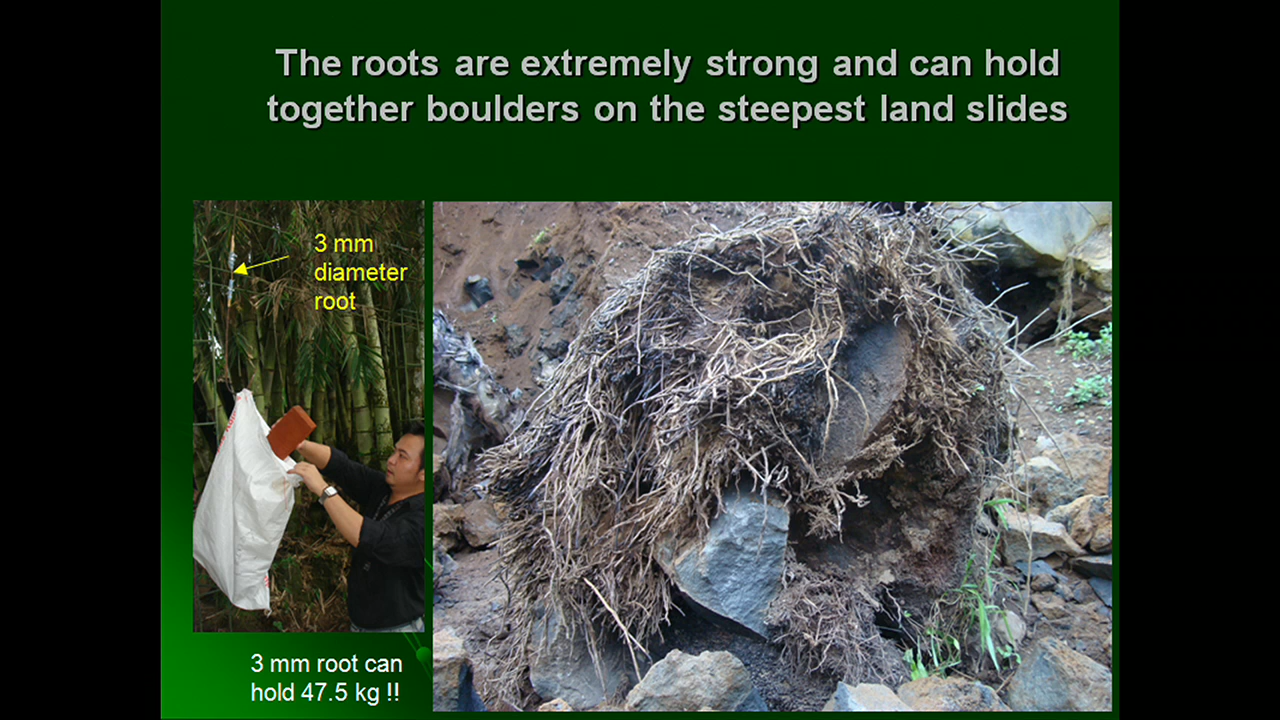 The roots are extremely strong and can hold
together boulders on the steepest land slides
3 mm
diameter
root
3 mm root can
hold 47.5 kg !!